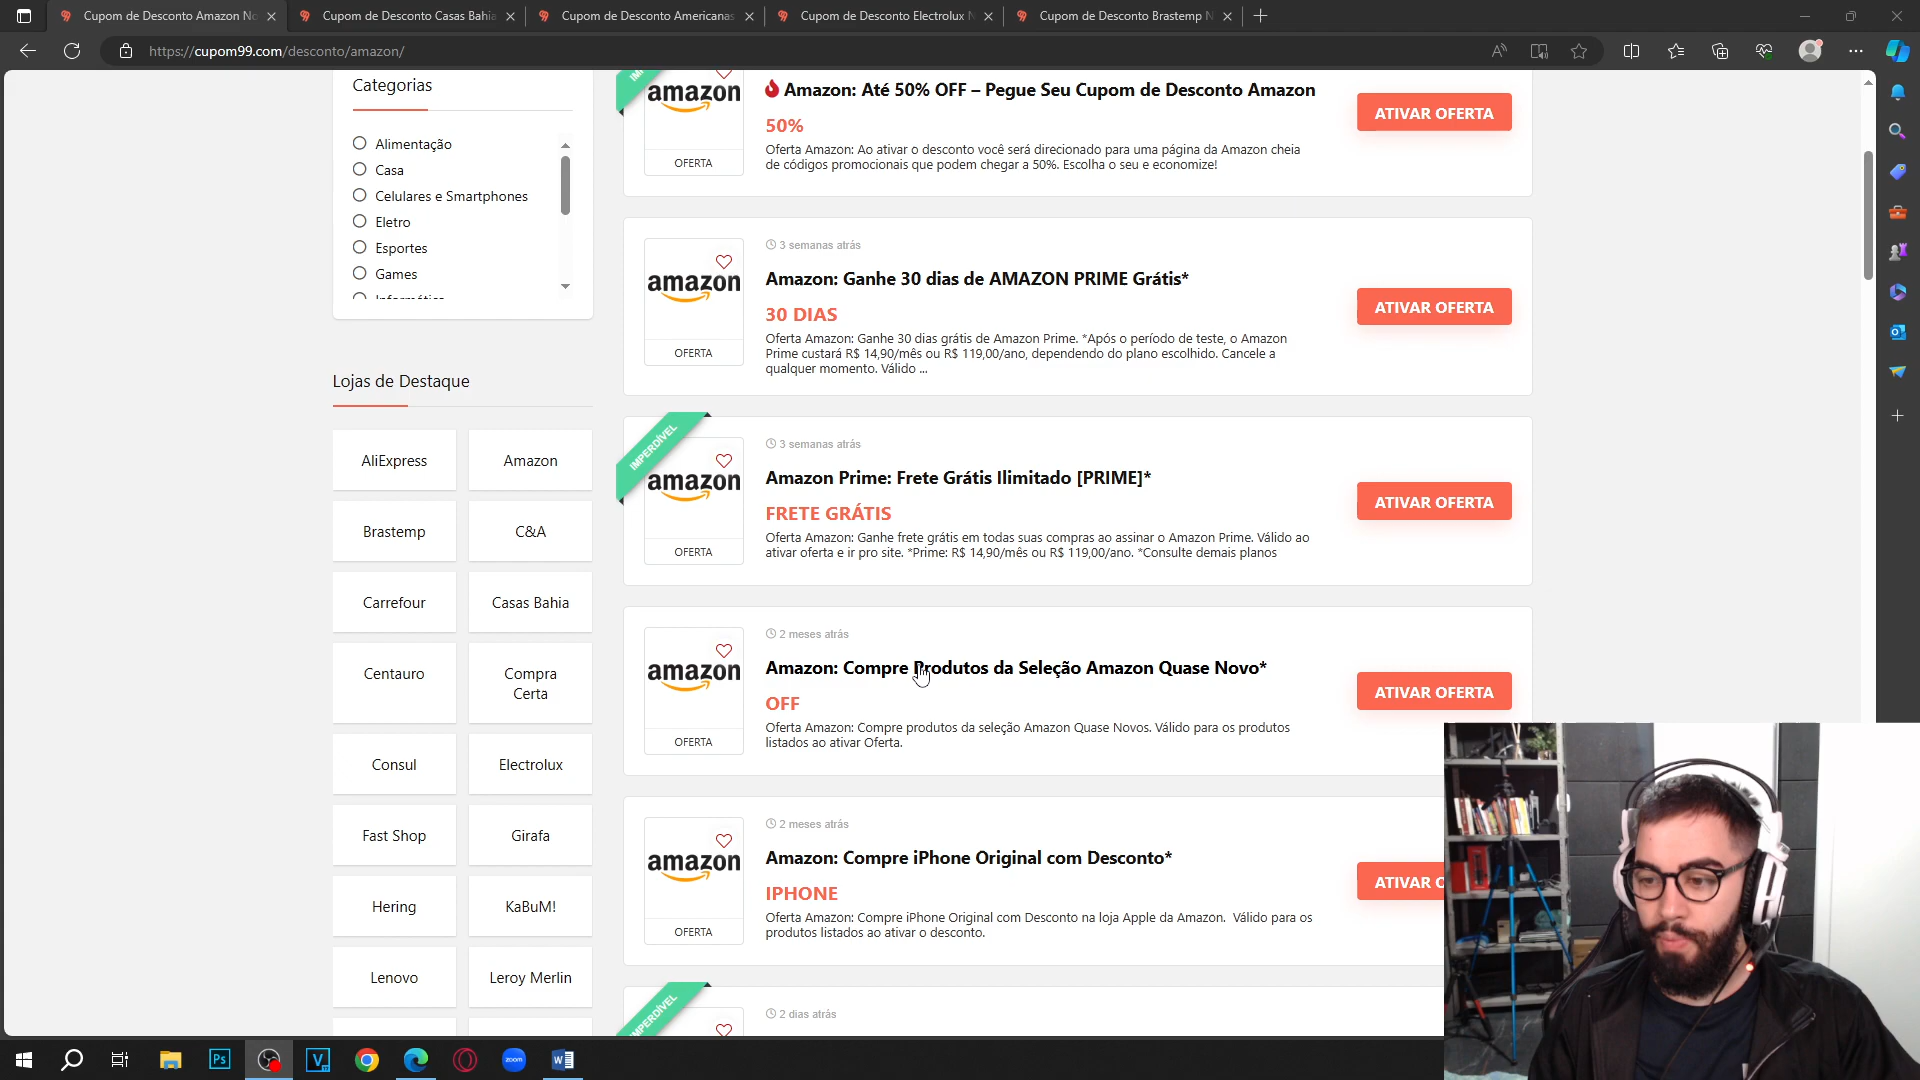 Cupom de Desconto Amazon No
Cupom de Desconto Casas Bahia
Cupom de Desconto Americanas
Cupom de Desconto Electrolux N
Cupom de Desconto Brastemp N
https://cupom99.com/desconto/amazon/
Categorias
Alimentação
Casa
Celulares e Smartphones
Eletro
Esportes
Games
Informática
Lojas de Destaque
AliExpress
Amazon
Brastemp
C&A
Carrefour
Casas Bahia
Centauro
Compra
Certa
Consul
Electrolux
Fast Shop
Girafa
Hering
KaBuM!
Lenovo
Leroy Merlin
amazon
OFERTA
Amazon: Até 50% OFF – Pegue Seu Cupom de Desconto Amazon
50%
Oferta Amazon: Ao ativar o desconto você será direcionado para uma página da Amazon cheia
de códigos promocionais que podem chegar a 50%. Escolha o seu e economize!
ATIVAR OFERTA
amazon
OFERTA
3 semanas atrás
Amazon: Ganhe 30 dias de AMAZON PRIME Grátis*
30 DIAS
Oferta Amazon: Ganhe 30 dias grátis de Amazon Prime. *Após o período de teste, o Amazon
Prime custará R$ 14,90/mês ou R$ 119,00/ano, dependendo do plano escolhido. Cancele a
qualquer momento. Válido ...
ATIVAR OFERTA
IMPERDÍVEL
amazon
OFERTA
3 semanas atrás
Amazon Prime: Frete Grátis Ilimitado [PRIME]*
FRETE GRÁTIS
Oferta Amazon: Ganhe frete grátis em todas suas compras ao assinar o Amazon Prime. Válido ao
ativar oferta e ir pro site. *Prime: R$ 14,90/mês ou R$ 119,00/ano. *Consulte demais planos
ATIVAR OFERTA
amazon
OFERTA
2 meses atrás
Amazon: Compre Produtos da Seleção Amazon Quase Novo*
OFF
Oferta Amazon: Compre produtos da seleção Amazon Quase Novos. Válido para os produtos
listados ao ativar Oferta.
ATIVAR OFERTA
amazon
OFERTA
2 meses atrás
Amazon: Compre iPhone Original com Desconto*
IPHONE
Oferta Amazon: Compre iPhone Original com Desconto na loja Apple da Amazon. Válido para os
produtos listados ao ativar o desconto.
ATIVAR O
IMPERDÍVEL
2 dias atrás
Ps
V
zoom
W